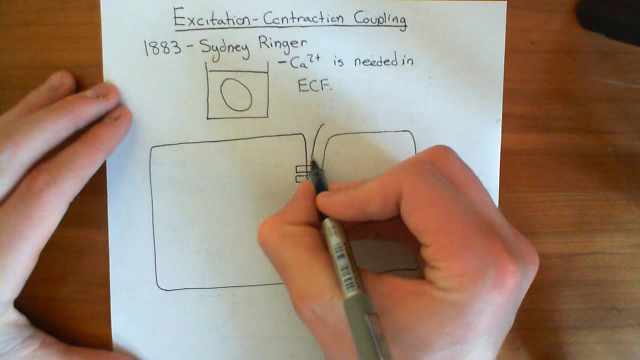 Excitation-Contraction Coupling
1883 - Sydney Ringer
- Ca²⁺ is needed in
ECF.